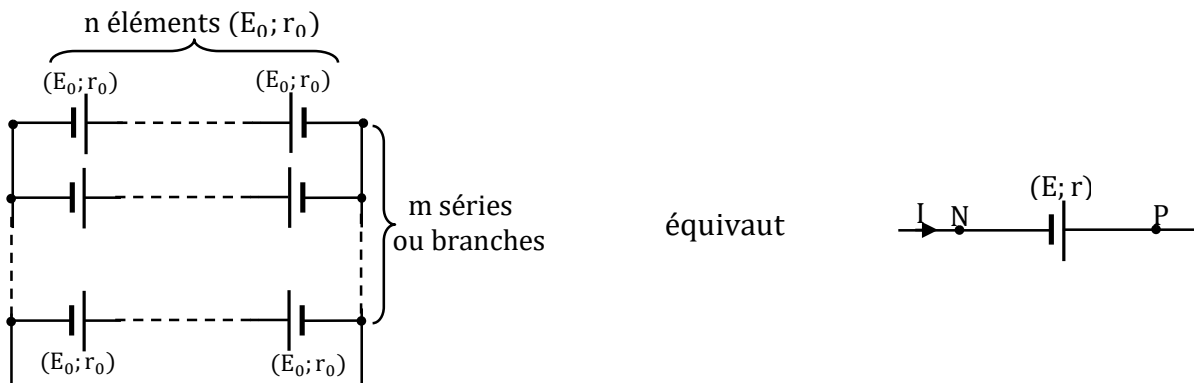 n éléments (E₀; r₀)
(E₀; r₀) (E₀; r₀)
m séries
ou branches
(E₀; r₀) (E₀; r₀)
équivaut
(E; r)
I N P